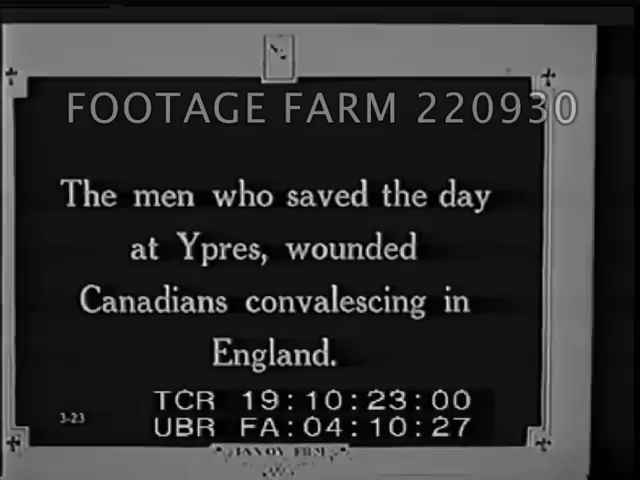 FOOTAGE FARM 220930
The men who saved the day
at Ypres, wounded
Canadians convalescing in
England.
TCR 19:10:23:00
3-23
UBR FA:04:10:27